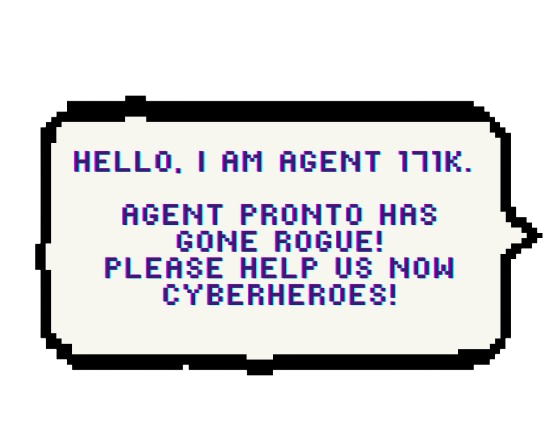 HELLO, I AM AGENT 171K.
AGENT PRONTO HAS
GONE ROGUE!
PLEASE HELP US NOW
CYBERHEROES!